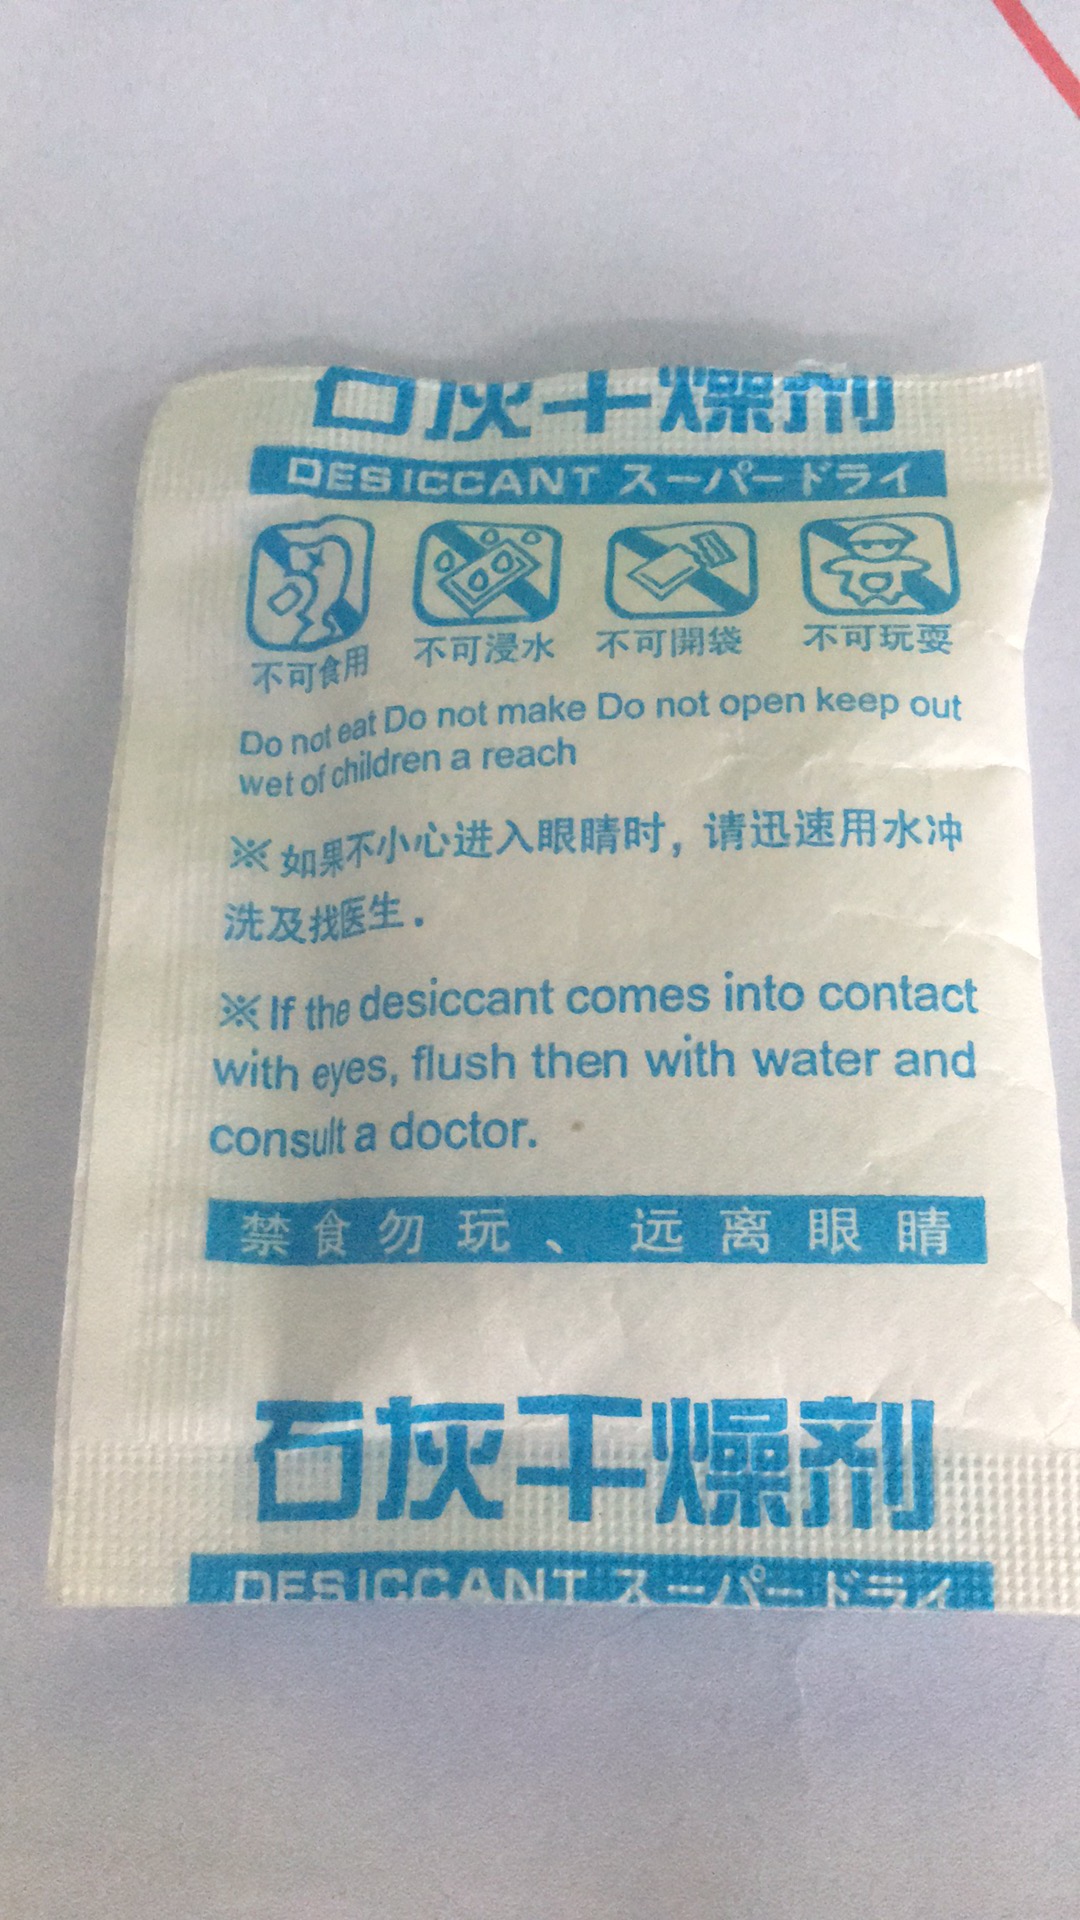 石灰干燥剂
DESICCANT スーパードライ
不可食用 不可浸水 不可開袋 不可玩耍
Do not eat Do not make Do not open keep out
wet of children a reach
※如果不小心进入眼睛时，请迅速用水冲
洗及找医生.
※If the desiccant comes into contact
with eyes, flush then with water and
consult a doctor.
禁食勿玩、远离眼睛
石灰干燥剂
DESICCANT スーパードライ